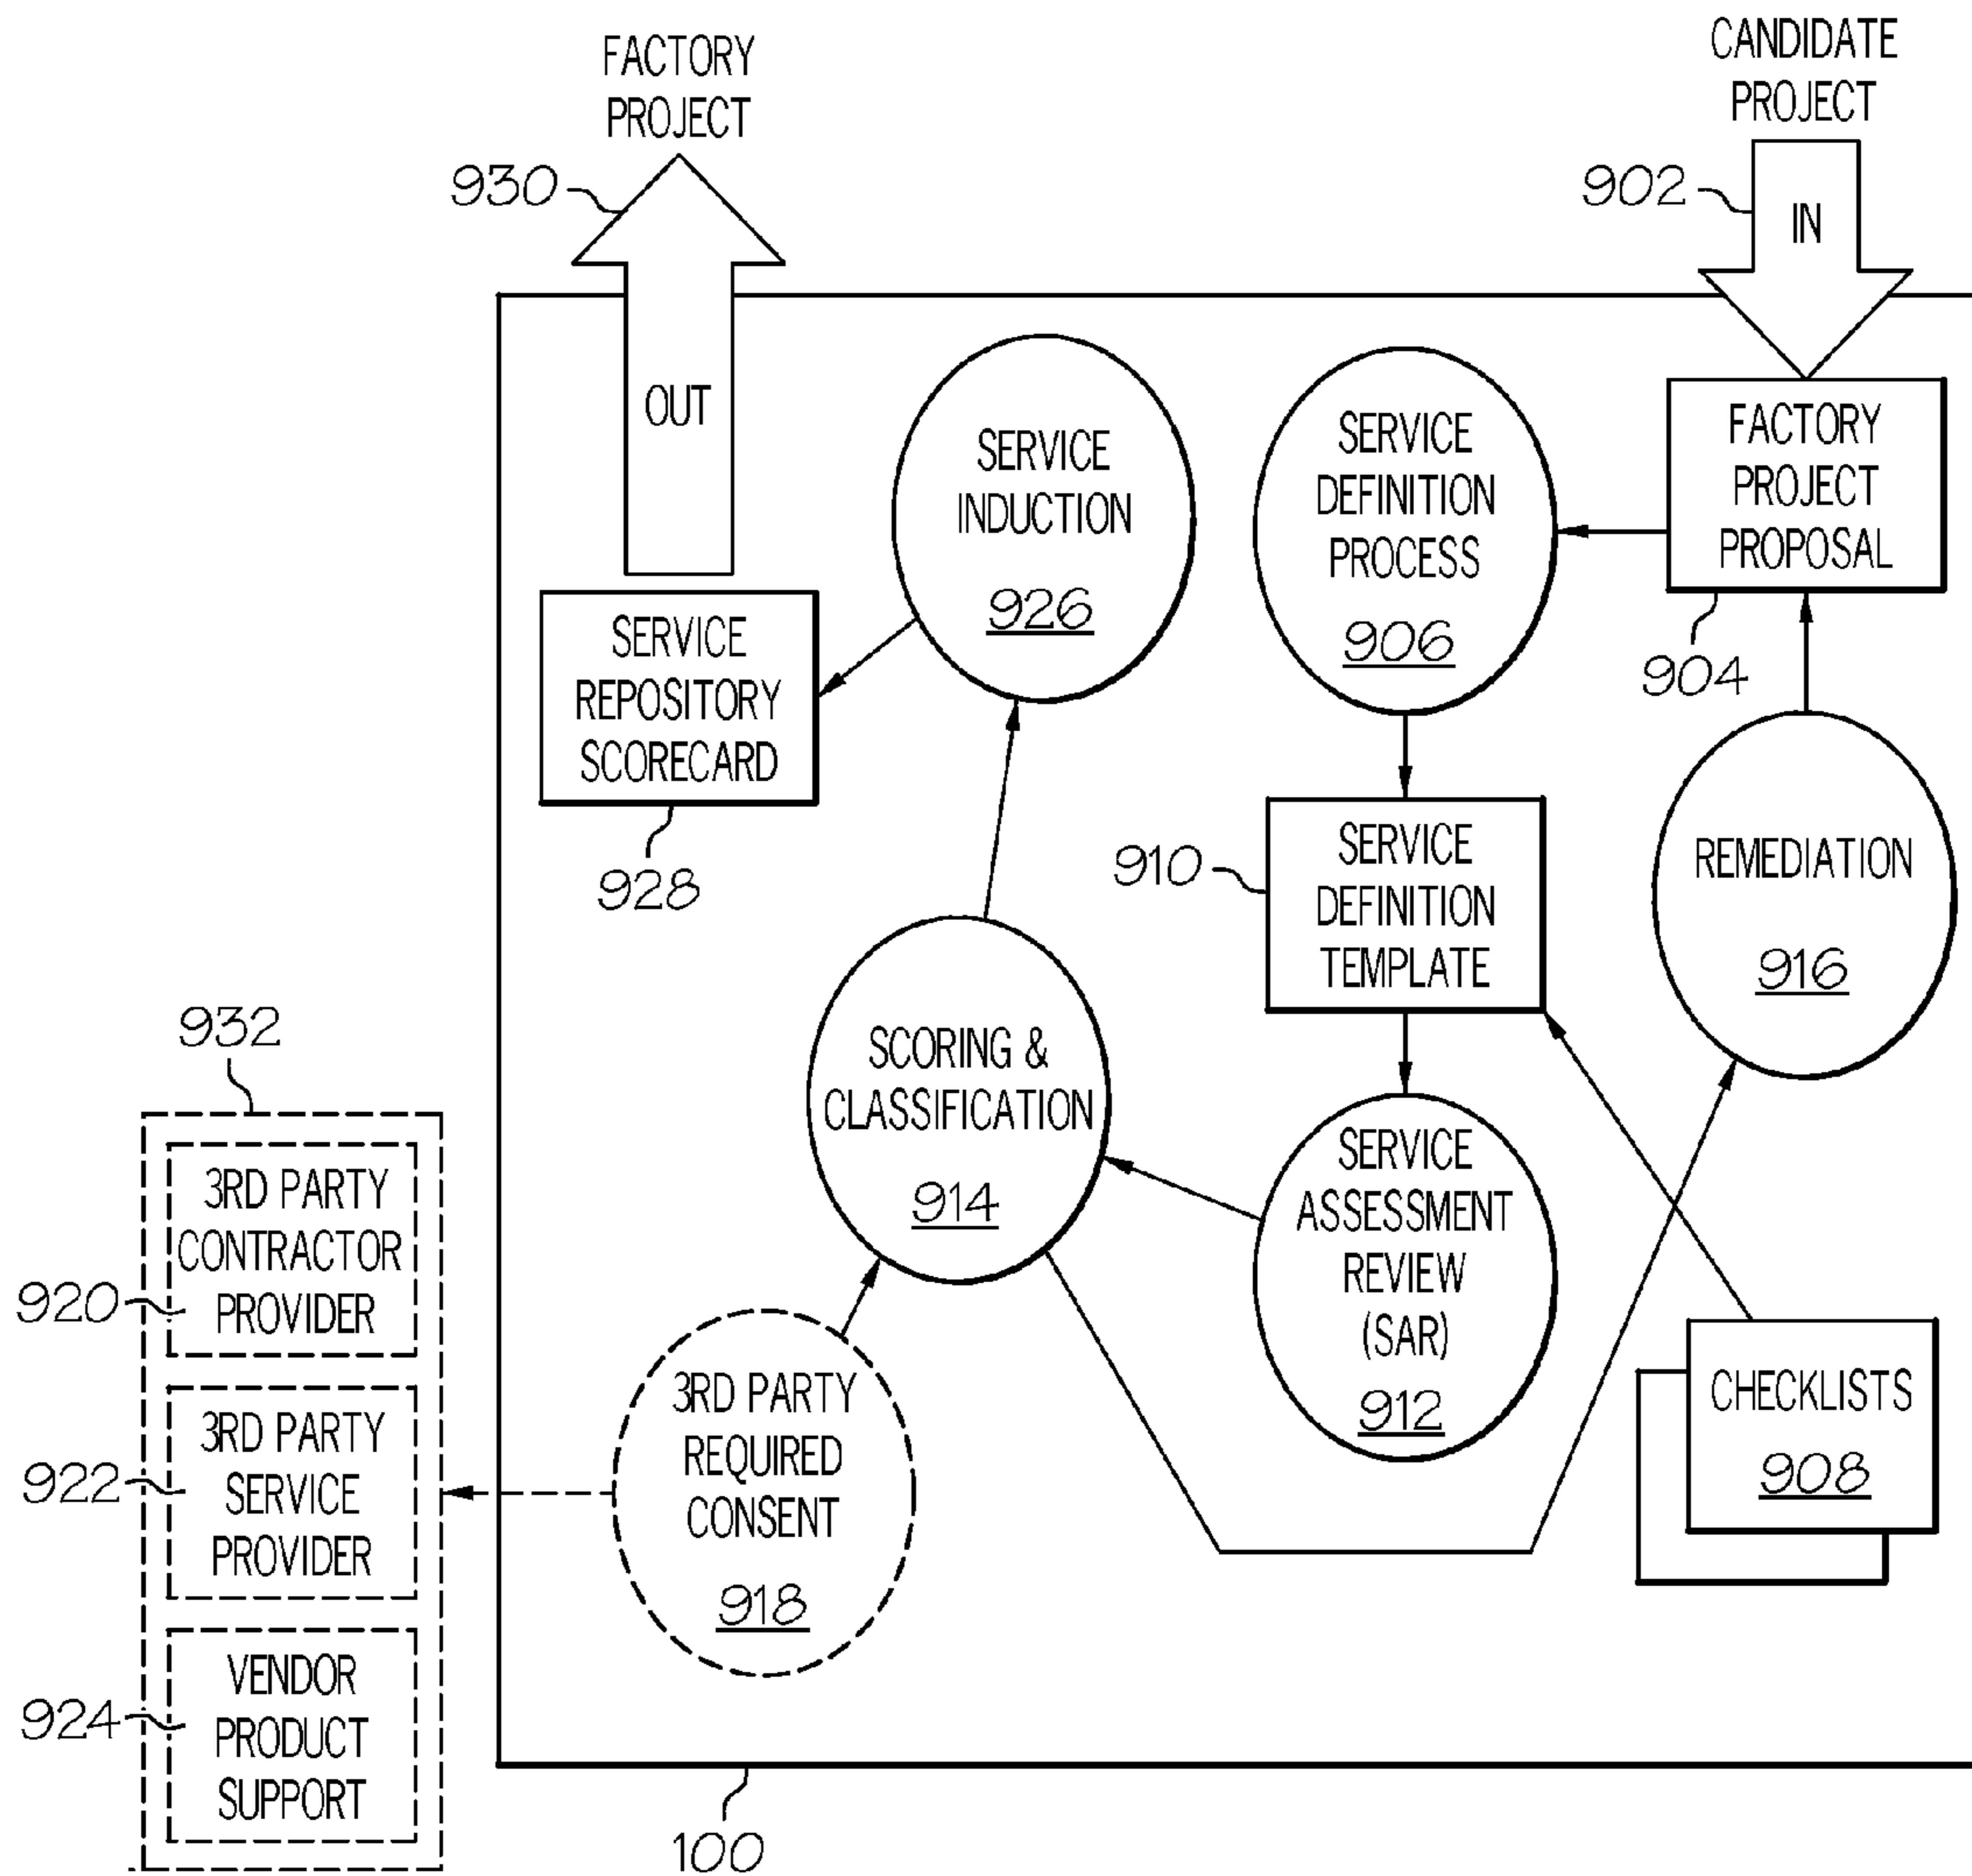 FACTORY
PROJECT
930
OUT
CANDIDATE
PROJECT
902
IN
SERVICE
INDUCTION
926
SERVICE
DEFINITION
PROCESS
906
FACTORY
PROJECT
PROPOSAL
904
SERVICE
REPOSITORY
SCORECARD
928
910
SERVICE
DEFINITION
TEMPLATE
REMEDIATION
916
SCORING &
CLASSIFICATION
914
SERVICE
ASSESSMENT
REVIEW
(SAR)
912
CHECKLISTS
908
932
3RD PARTY
CONTRACTOR
PROVIDER
920
3RD PARTY
SERVICE
PROVIDER
922
VENDOR
PRODUCT
SUPPORT
924
3RD PARTY
REQUIRED
CONSENT
918
100